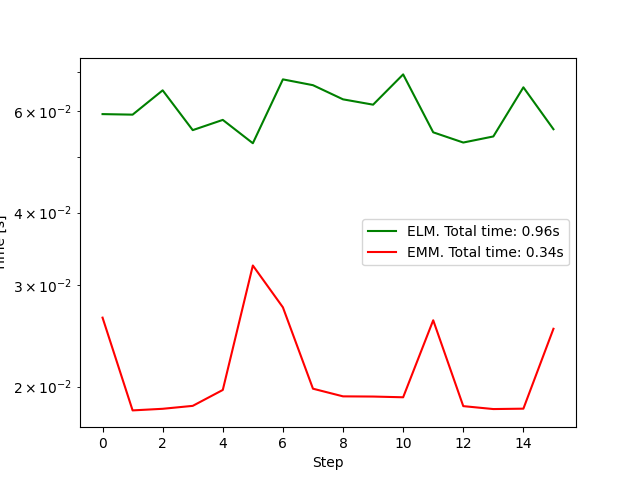 6 × 10⁻²
4 × 10⁻²
3 × 10⁻²
2 × 10⁻²
ELM. Total time: 0.96s
EMM. Total time: 0.34s
0 2 4 6 8 10 12 14
Step